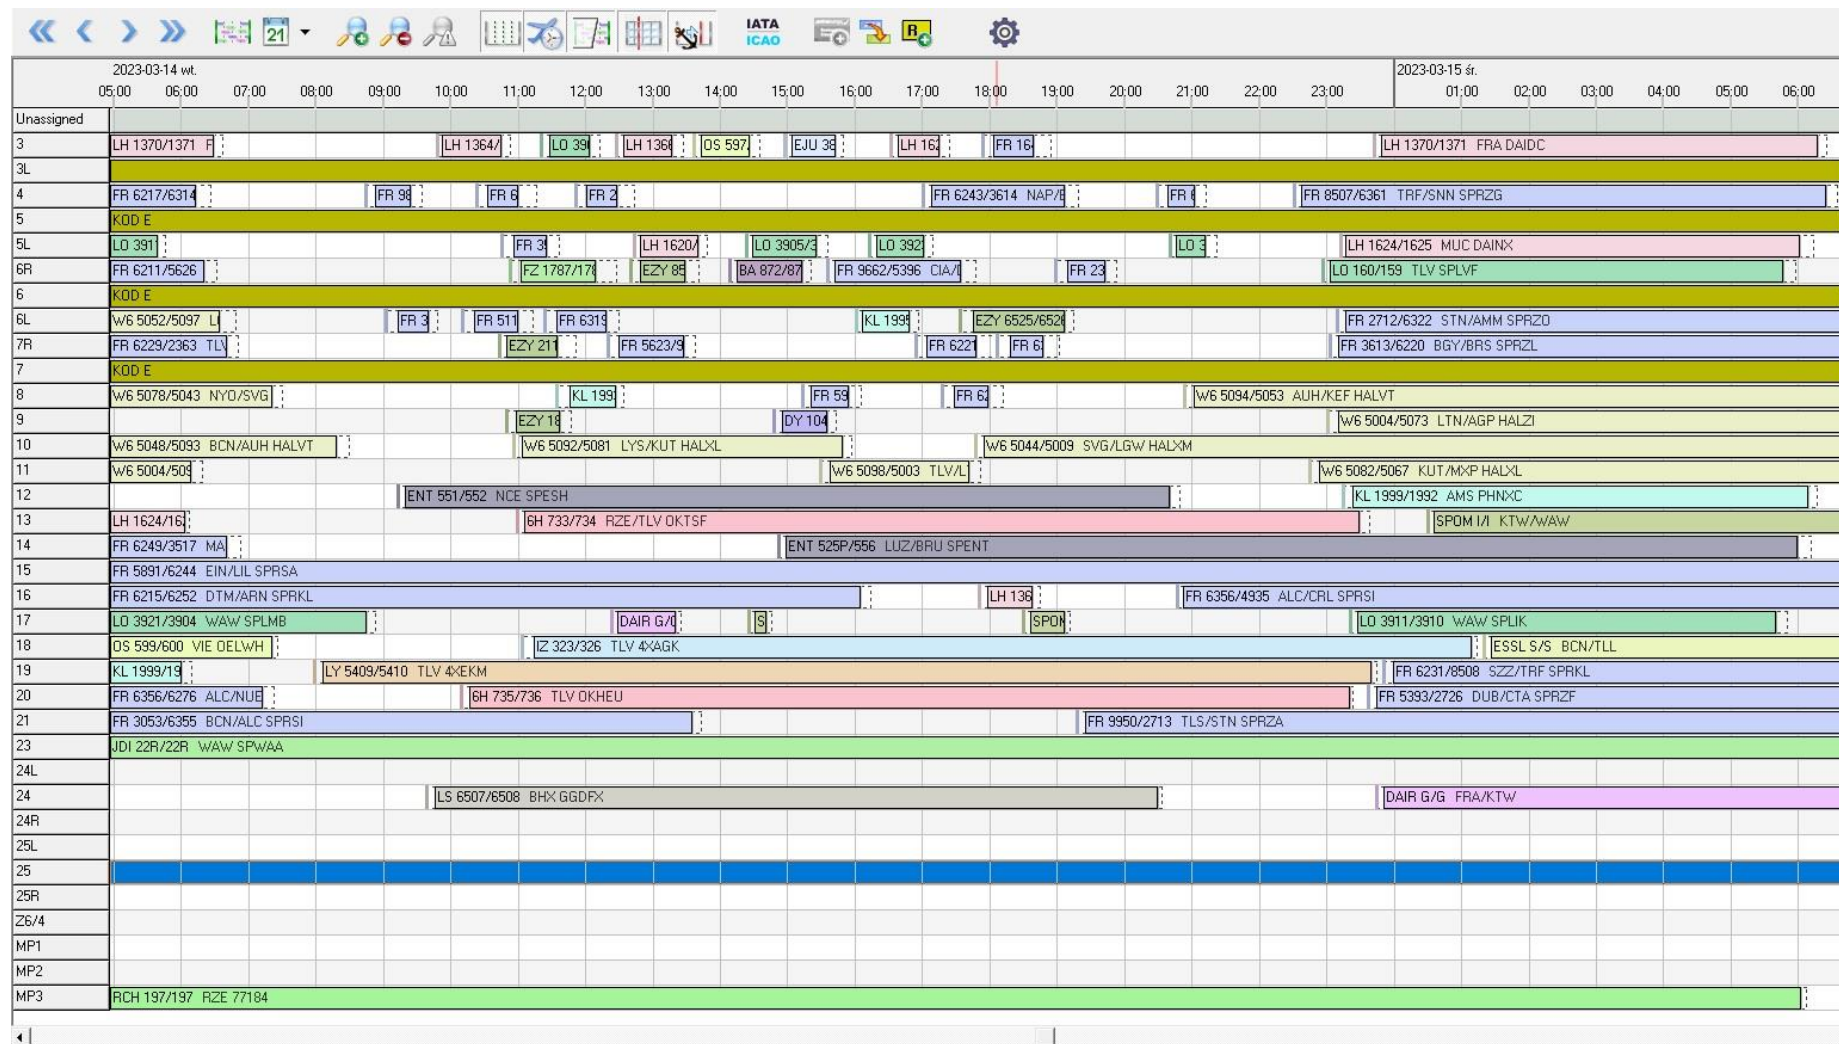 21 IATA
ICAO
R
2023-03-14 wt. 2023-03-15 śr.
05:00 06:00 07:00 08:00 09:00 10:00 11:00 12:00 13:00 14:00 15:00 16:00 17:00 18:00 19:00 20:00 21:00 22:00 23:00 01:00 02:00 03:00 04:00 05:00 06:00
Unassigned
3 LH 1370/1371 F LH 1364/ LO 390 LH 1366 OS 597/ EJU 38 LH 162 FR 164 LH 1370/1371 FRA DAIDC
3L
4 FR 6217/6314 FR 98 FR 6 FR 2 FR 6243/3614 NAP/B FR 6 FR 8507/6361 TRF/SNN SPRZG
5 KOD E
5L LO 3911 FR 39 LH 1620/ LO 3905/3 LO 392 LO 3 LH 1624/1625 MUC DAINX
6R FR 6211/5626 FZ 1787/178 EZY 85 BA 872/87 FR 9662/5396 CIA/ FR 23 LO 160/159 TLV SPLVF
6 KOD E
6L W6 5052/5097 L FR 3 FR 511 FR 6319 KL 1995 EZY 6525/6526 FR 2712/6322 STN/AMM SPRZO
7R FR 6229/2363 TLV EZY 211 FR 5623/9 FR 6221 FR 63 FR 3613/6220 BGY/BRS SPRZL
7 KOD E
8 W6 5078/5043 NYO/SVG KL 1993 FR 59 FR 62 W6 5094/5053 AUH/KEF HALVT
9 EZY 18 DY 104 W6 5004/5073 LTN/AGP HALZI
10 W6 5048/5093 BCN/AUH HALVT W6 5092/5081 LYS/KUT HALXL W6 5044/5009 SVG/LGW HALXM
11 W6 5004/509 W6 5098/5003 TLV/L W6 5082/5067 KUT/MXP HALXL
12 ENT 551/552 NCE SPESH KL 1999/1992 AMS PHNXC
13 LH 1624/162 6H 733/734 RZE/TLV OKTSF SPOM I/I KTW/WAW
14 FR 6249/3517 MA ENT 525P/556 LUZ/BRU SPENT
15 FR 5891/6244 EIN/LIL SPRSA
16 FR 6215/6252 DTM/ARN SPRKL LH 136 FR 6356/4935 ALC/CRL SPRSI
17 LO 3921/3904 WAW SPLMB DAIR G/G S SPOM LO 3911/3910 WAW SPLIK
18 OS 599/600 VIE OELWH IZ 323/326 TLV 4XAGK ESSL S/S BCN/TLL
19 KL 1999/19 LY 5409/5410 TLV 4XEKM FR 6231/8508 SZZ/TRF SPRKL
20 FR 6356/6276 ALC/NUE 6H 735/736 TLV OKHEU FR 5393/2726 DUB/CTA SPRZF
21 FR 3053/6355 BCN/ALC SPRSI FR 9950/2713 TLS/STN SPRZA
23 JDI 22R/22R WAW SPWAA
24L
24 LS 6507/6508 BHX GGDFX DAIR G/G FRA/KTW
24R
25L
25
25R
Z6/4
MP1
MP2
MP3 RCH 197/197 RZE 77184